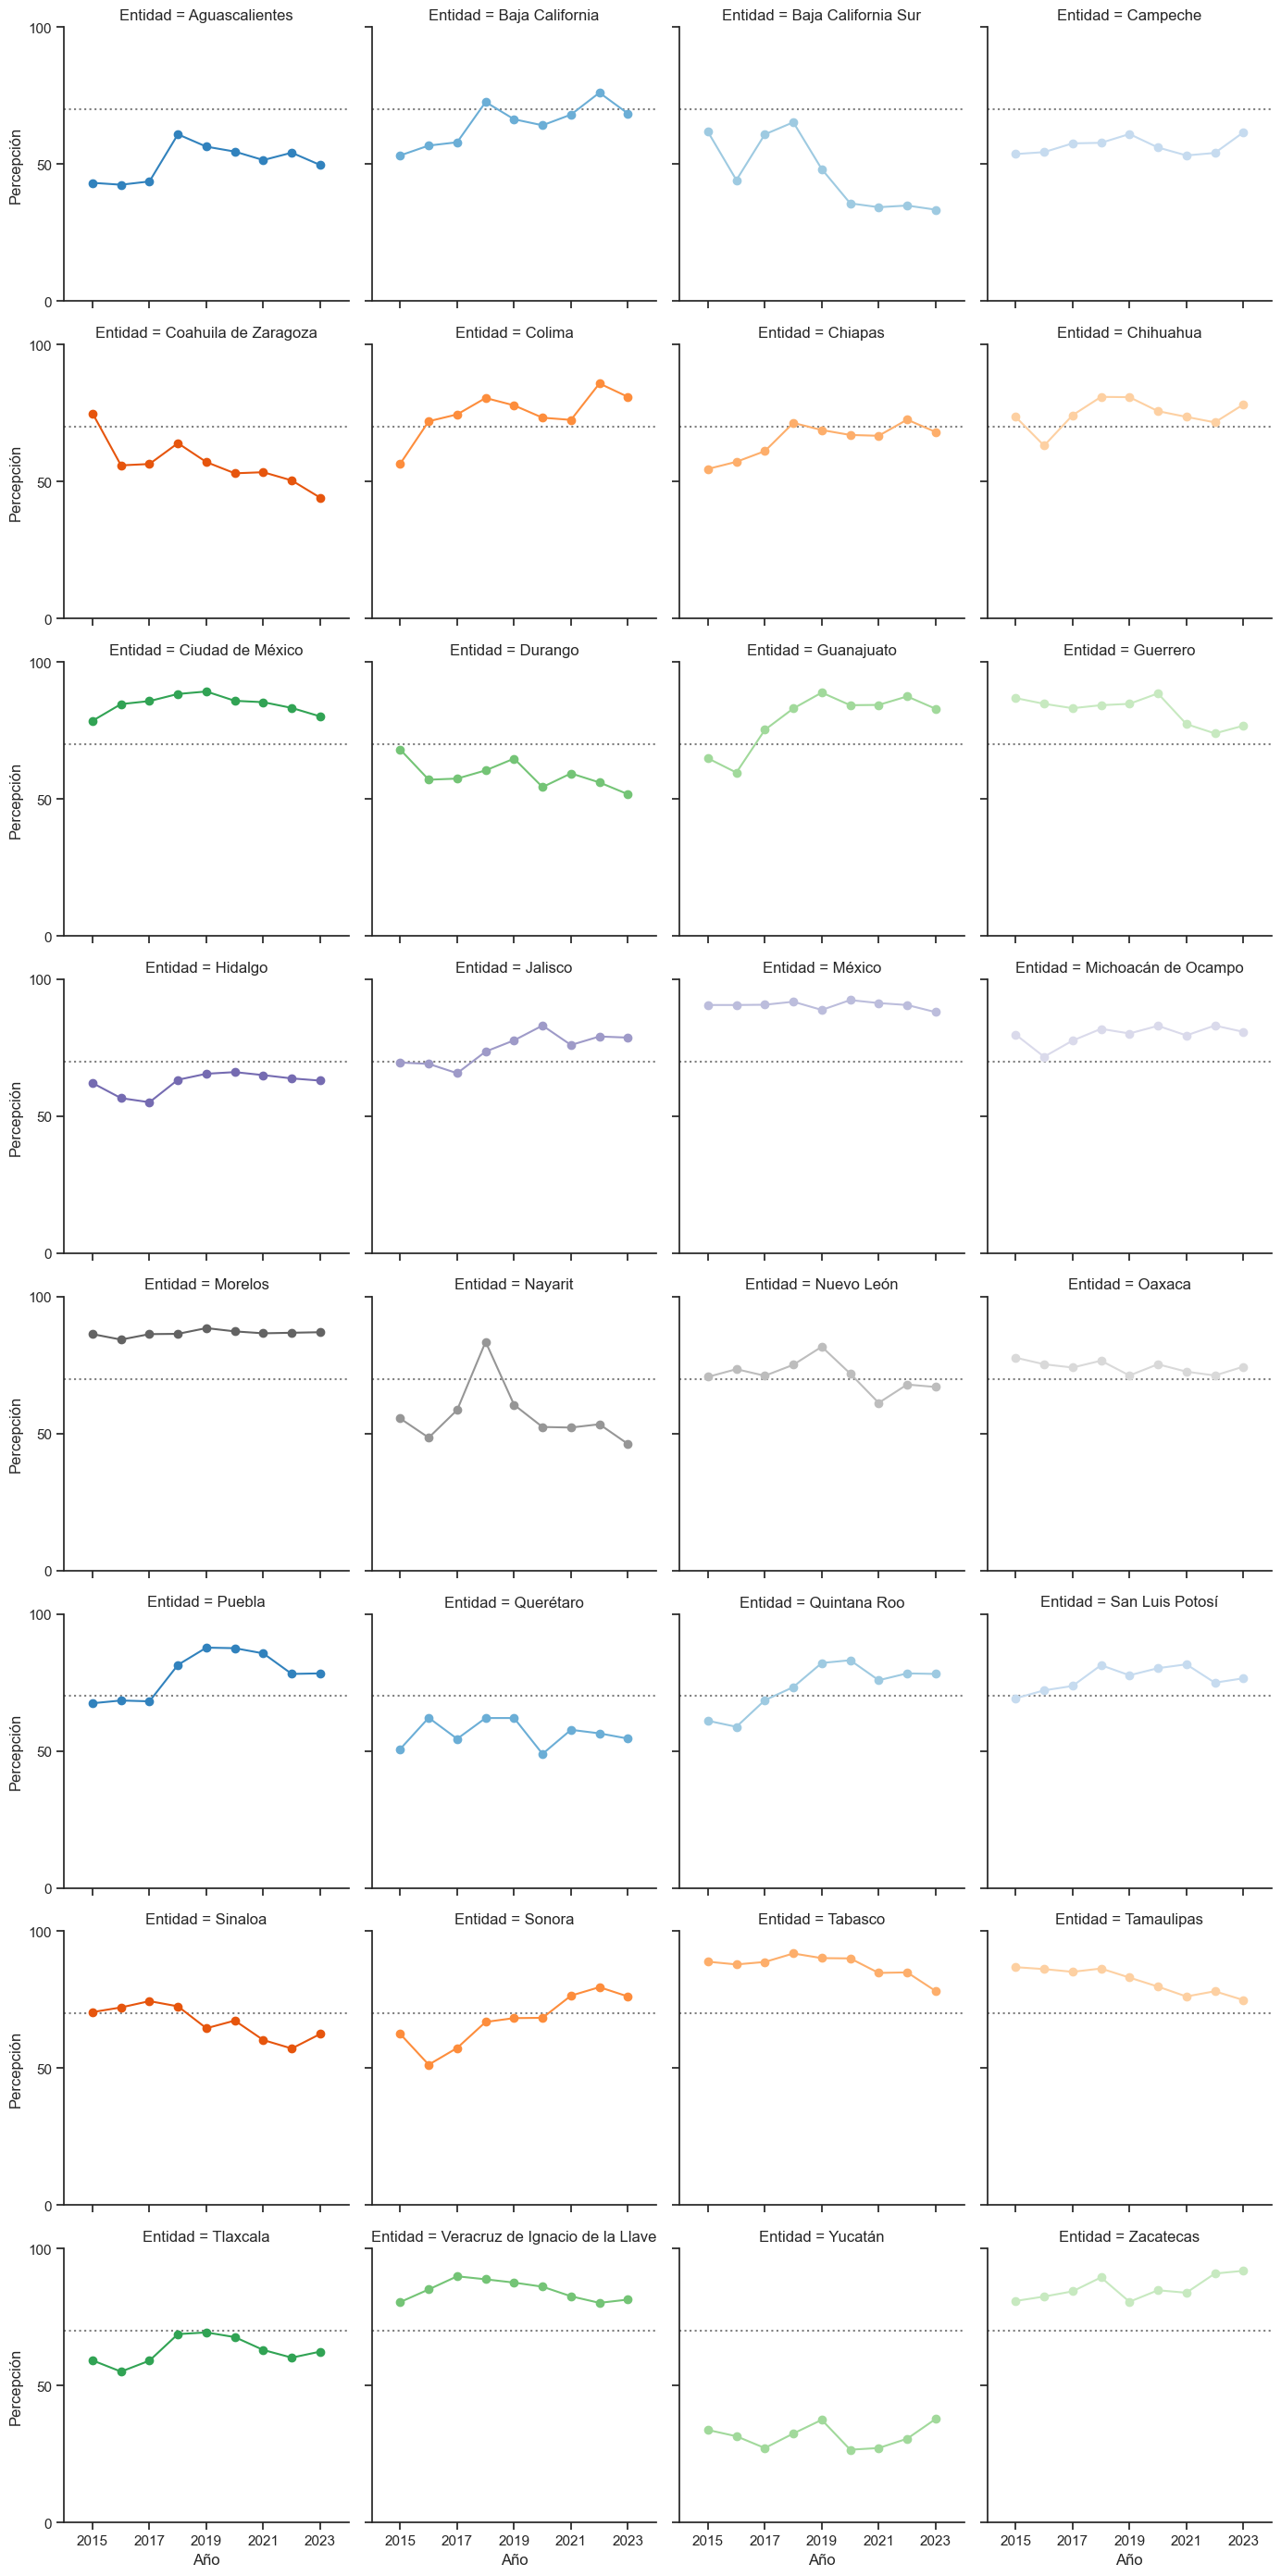 Entidad = Aguascalientes
Entidad = Baja California
Entidad = Baja California Sur
Entidad = Campeche
100
50
0
Percepción
Entidad = Coahuila de Zaragoza
Entidad = Colima
Entidad = Chiapas
Entidad = Chihuahua
100
50
0
Percepción
Entidad = Ciudad de México
Entidad = Durango
Entidad = Guanajuato
Entidad = Guerrero
100
50
0
Percepción
Entidad = Hidalgo
Entidad = Jalisco
Entidad = México
Entidad = Michoacán de Ocampo
100
50
0
Percepción
Entidad = Morelos
Entidad = Nayarit
Entidad = Nuevo León
Entidad = Oaxaca
100
50
0
Percepción
Entidad = Puebla
Entidad = Querétaro
Entidad = Quintana Roo
Entidad = San Luis Potosí
100
50
0
Percepción
Entidad = Sinaloa
Entidad = Sonora
Entidad = Tabasco
Entidad = Tamaulipas
100
50
0
Percepción
Entidad = Tlaxcala
Entidad = Veracruz de Ignacio de la Llave
Entidad = Yucatán
Entidad = Zacatecas
100
50
0
Percepción
2015 2017 2019 2021 2023
2015 2017 2019 2021 2023
2015 2017 2019 2021 2023
2015 2017 2019 2021 2023
Año
Año
Año
Año